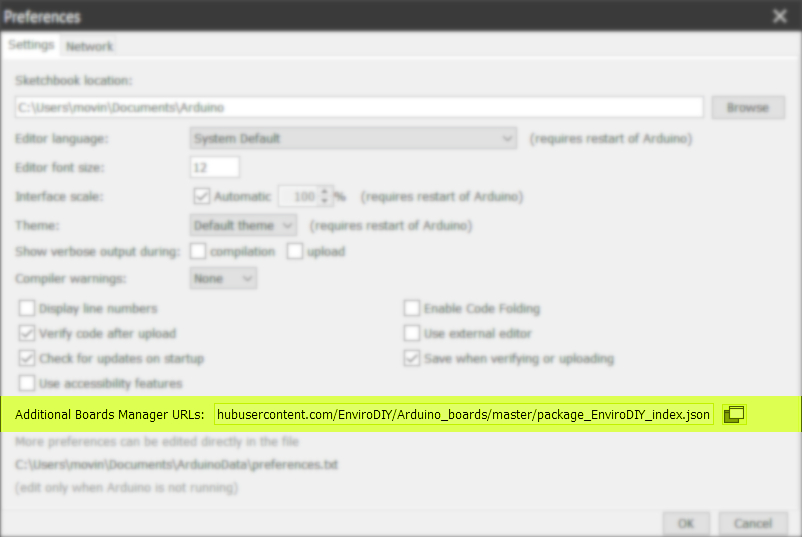 Preferences
Settings Network
Sketchbook location:
C:\Users\movin\Documents\Arduino Browse
Editor language: System Default (requires restart of Arduino)
Editor font size: 12
Interface scale: Automatic 100 % (requires restart of Arduino)
Theme: Default theme (requires restart of Arduino)
Show verbose output during: compilation upload
Compiler warnings: None
Display line numbers Enable Code Folding
Verify code after upload Use external editor
Check for updates on startup Save when verifying or uploading
Use accessibility features
Additional Boards Manager URLs: hubusercontent.com/EnviroDIY/Arduino_boards/master/package_EnviroDIY_index.json
More preferences can be edited directly in the file
C:\Users\movin\Documents\ArduinoData\preferences.txt
(edit only when Arduino is not running)
OK Cancel